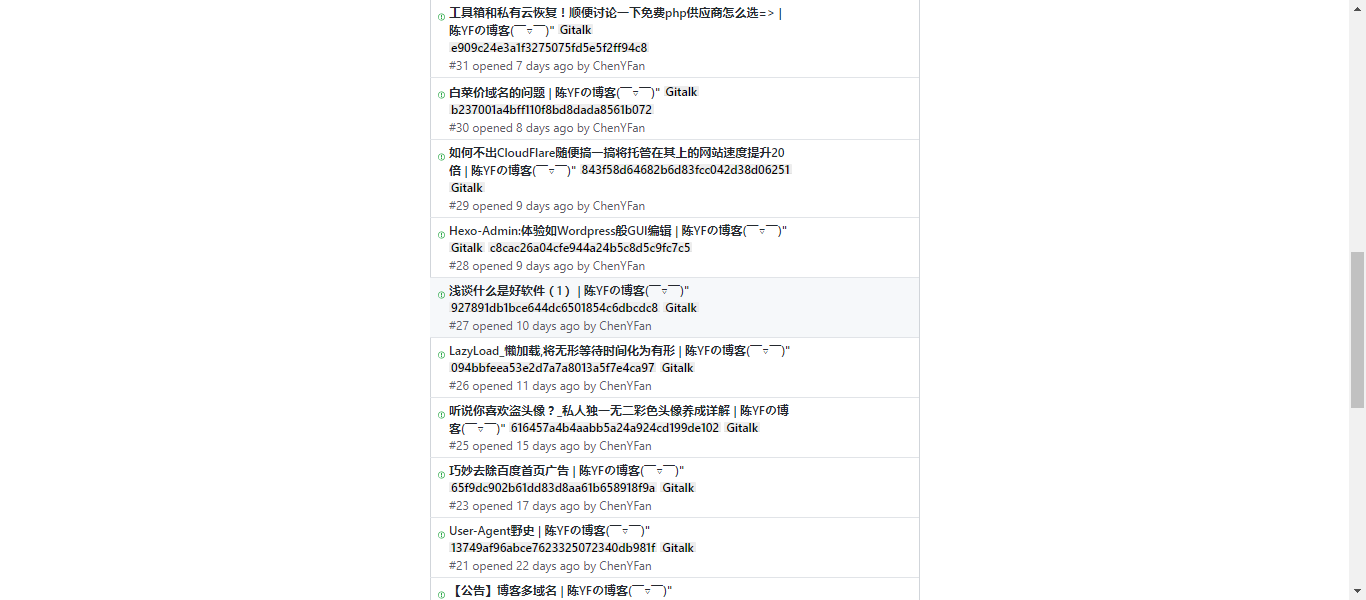 工具箱和私有云恢复！顺便讨论一下免费php供应商怎么选=> |
陈YFの博客(￣▽￣)" Gitalk
e909c24e3a1f3275075fd5e5f2ff94c8
#31 opened 7 days ago by ChenYFan
白菜价域名的问题 | 陈YFの博客(￣▽￣)" Gitalk
b237001a4bff110f8bd8dada8561b072
#30 opened 8 days ago by ChenYFan
如何不出CloudFlare随便搞一搞将托管在其上的网站速度提升20
倍 | 陈YFの博客(￣▽￣)" 843f58d64682b6d83fcc042d38d06251
Gitalk
#29 opened 9 days ago by ChenYFan
Hexo-Admin:体验如Wordpress般GUI编辑 | 陈YFの博客(￣▽￣)"
Gitalk c8cac26a04cfe944a24b5c8d5c9fc7c5
#28 opened 9 days ago by ChenYFan
浅谈什么是好软件（1） | 陈YFの博客(￣▽￣)"
927891db1bce644dc6501854c6dbcdc8 Gitalk
#27 opened 10 days ago by ChenYFan
LazyLoad_懒加载,将无形等待时间化为有形 | 陈YFの博客(￣▽￣)"
094bbfeea53e2d7a7a8013a5f7e4ca97 Gitalk
#26 opened 11 days ago by ChenYFan
听说你喜欢盗头像？_私人独一无二彩色头像养成详解 | 陈YFの博
客(￣▽￣)" 616457a4b4aabb5a24a924cd199de102 Gitalk
#25 opened 15 days ago by ChenYFan
巧妙去除百度首页广告 | 陈YFの博客(￣▽￣)"
65f9dc902b61dd83d8aa61b658918f9a Gitalk
#23 opened 17 days ago by ChenYFan
User-Agent野史 | 陈YFの博客(￣▽￣)"
13749af96abce7623325072340db981f Gitalk
#21 opened 22 days ago by ChenYFan
【公告】博客多域名 | 陈YFの博客(￣▽￣)"